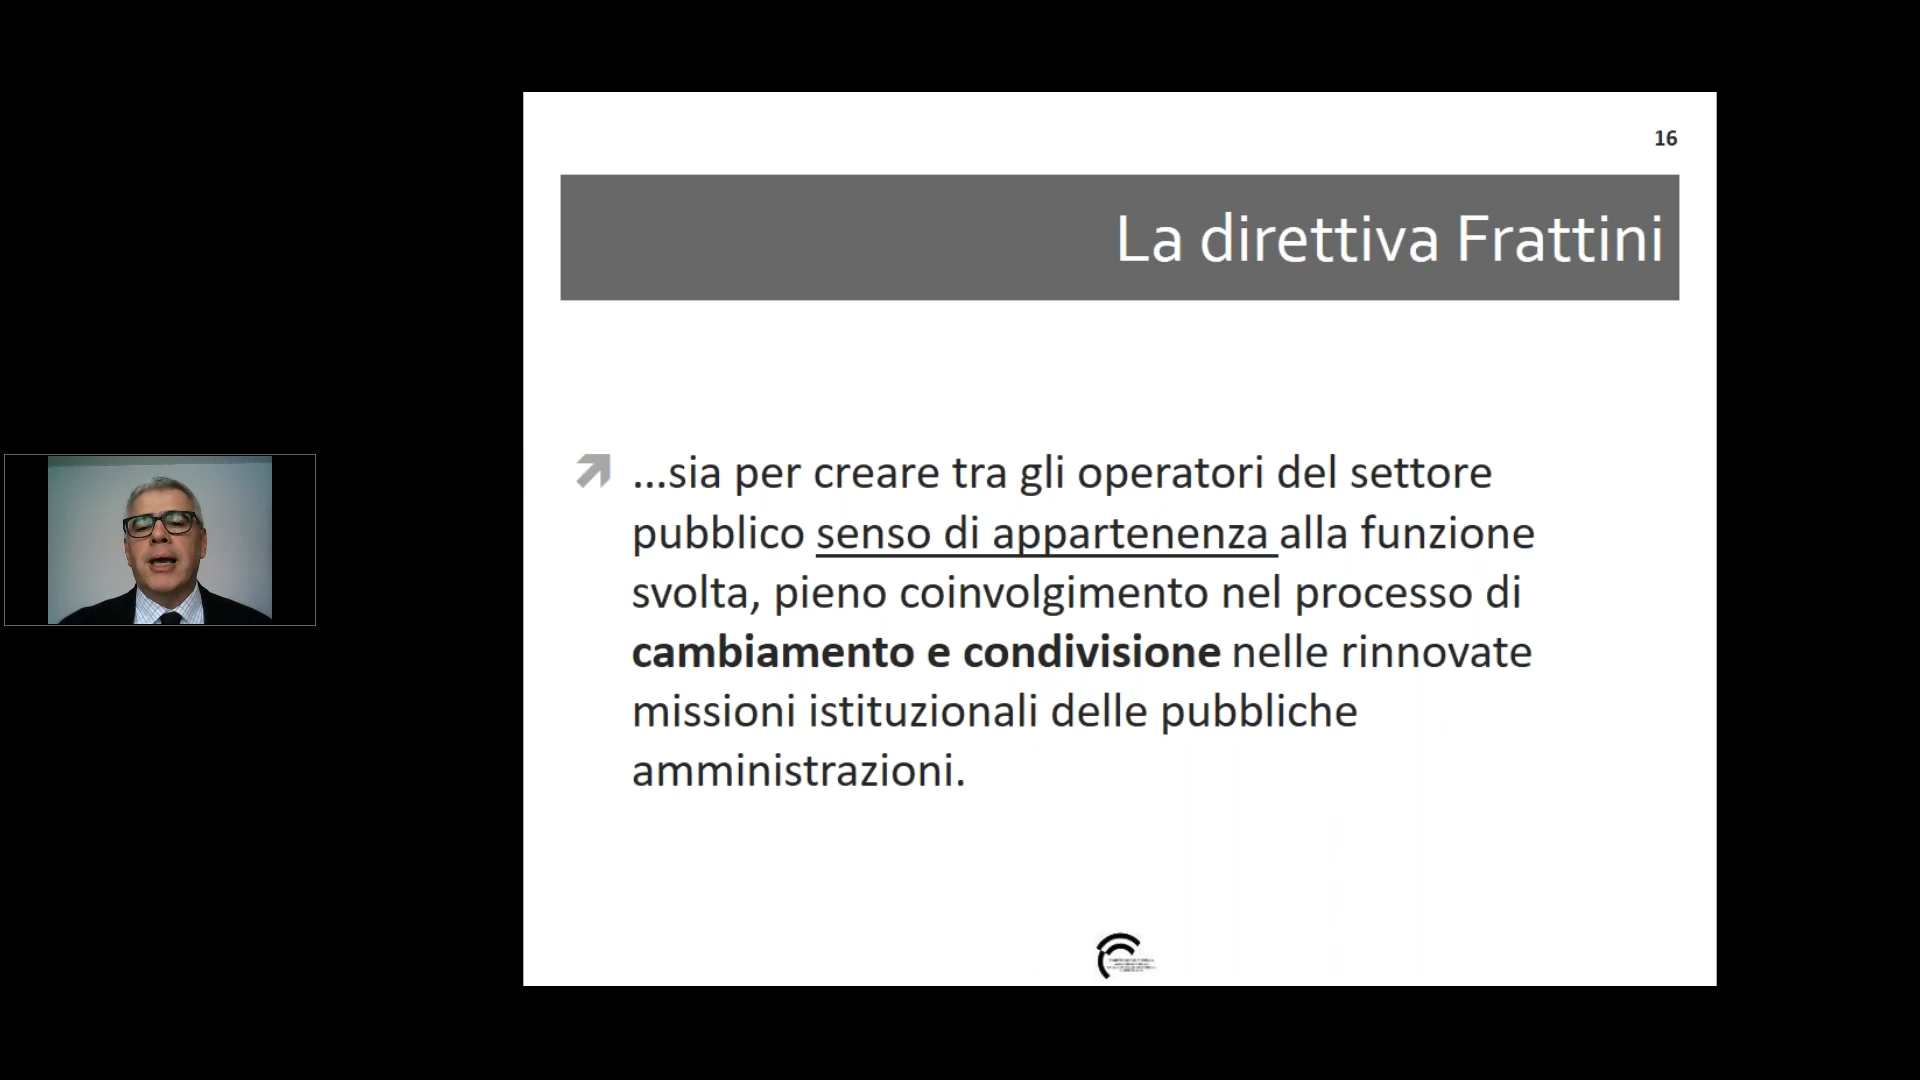 16
La direttiva Frattini
...sia per creare tra gli operatori del settore
pubblico senso di appartenenza alla funzione
svolta, pieno coinvolgimento nel processo di
cambiamento e condivisione nelle rinnovate
missioni istituzionali delle pubbliche
amministrazioni.